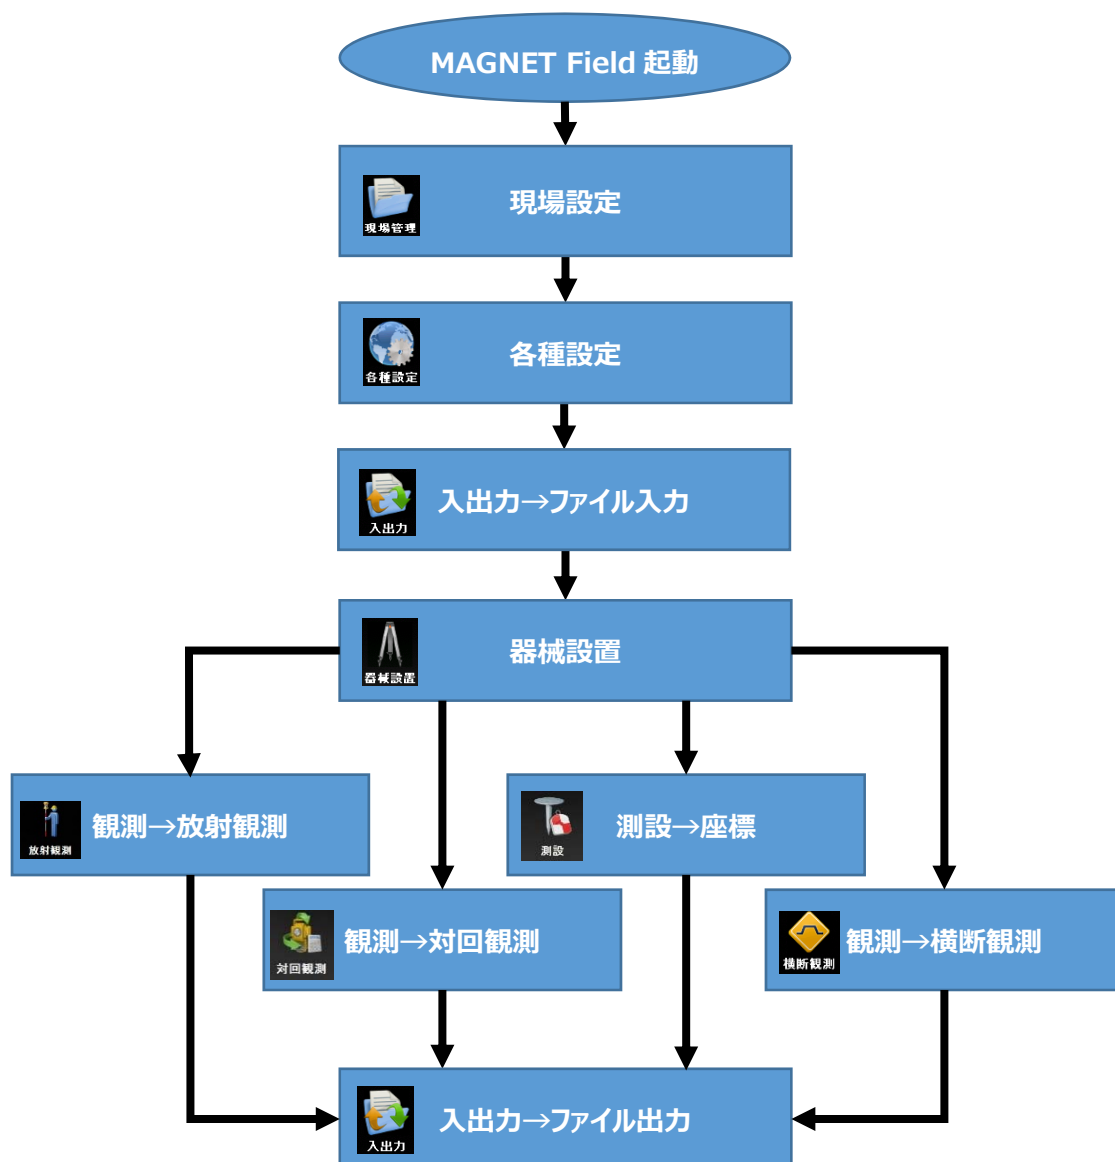 MAGNET Field 起動
現場設定
現場管理
各種設定
各種設定
入出力→ファイル入力
入出力
器械設置
器械設置
観測→放射観測
放射観測
測設→座標
測設
観測→対回観測
対回観測
観測→横断観測
横断観測
入出力→ファイル出力
入出力